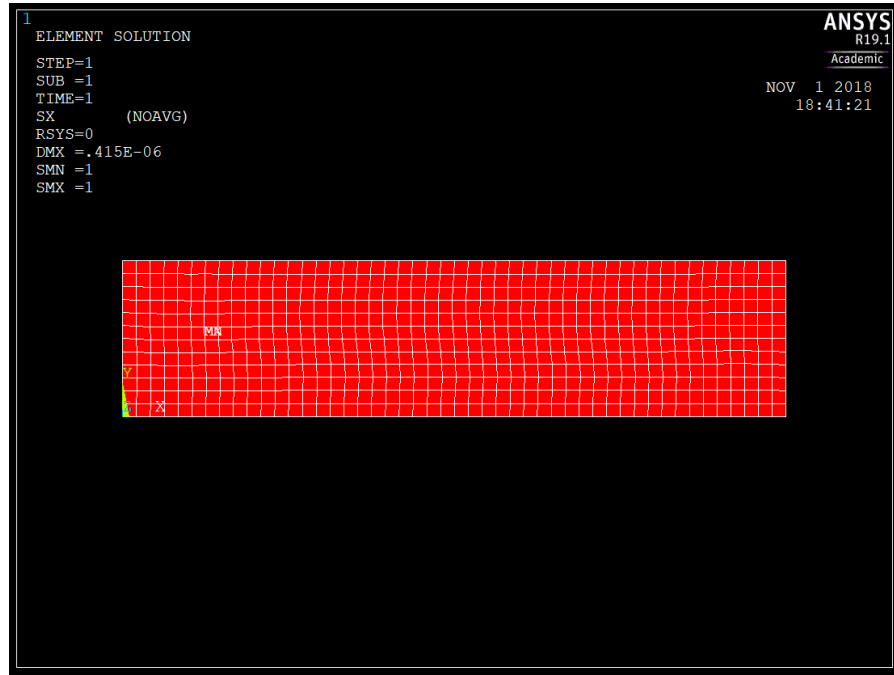 1
ELEMENT SOLUTION
STEP=1
SUB =1
TIME=1
SX (NOAVG)
RSYS=0
DMX =.415E-06
SMN =1
SMX =1
ANSYS
R19.1
Academic
NOV 1 2018
18:41:21
Y
X